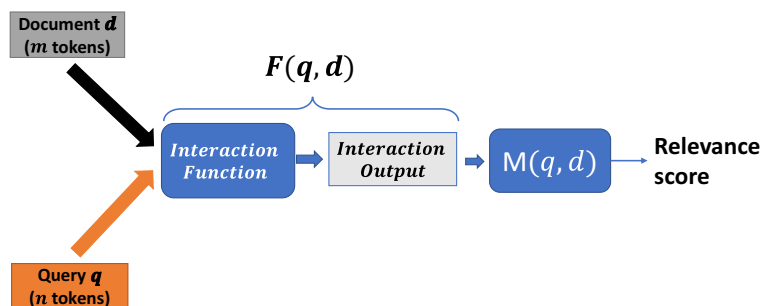 Document d
(m tokens)
F(q, d)
Interaction
Function
Interaction
Output
M(q, d)
Relevance
score
Query q
(n tokens)